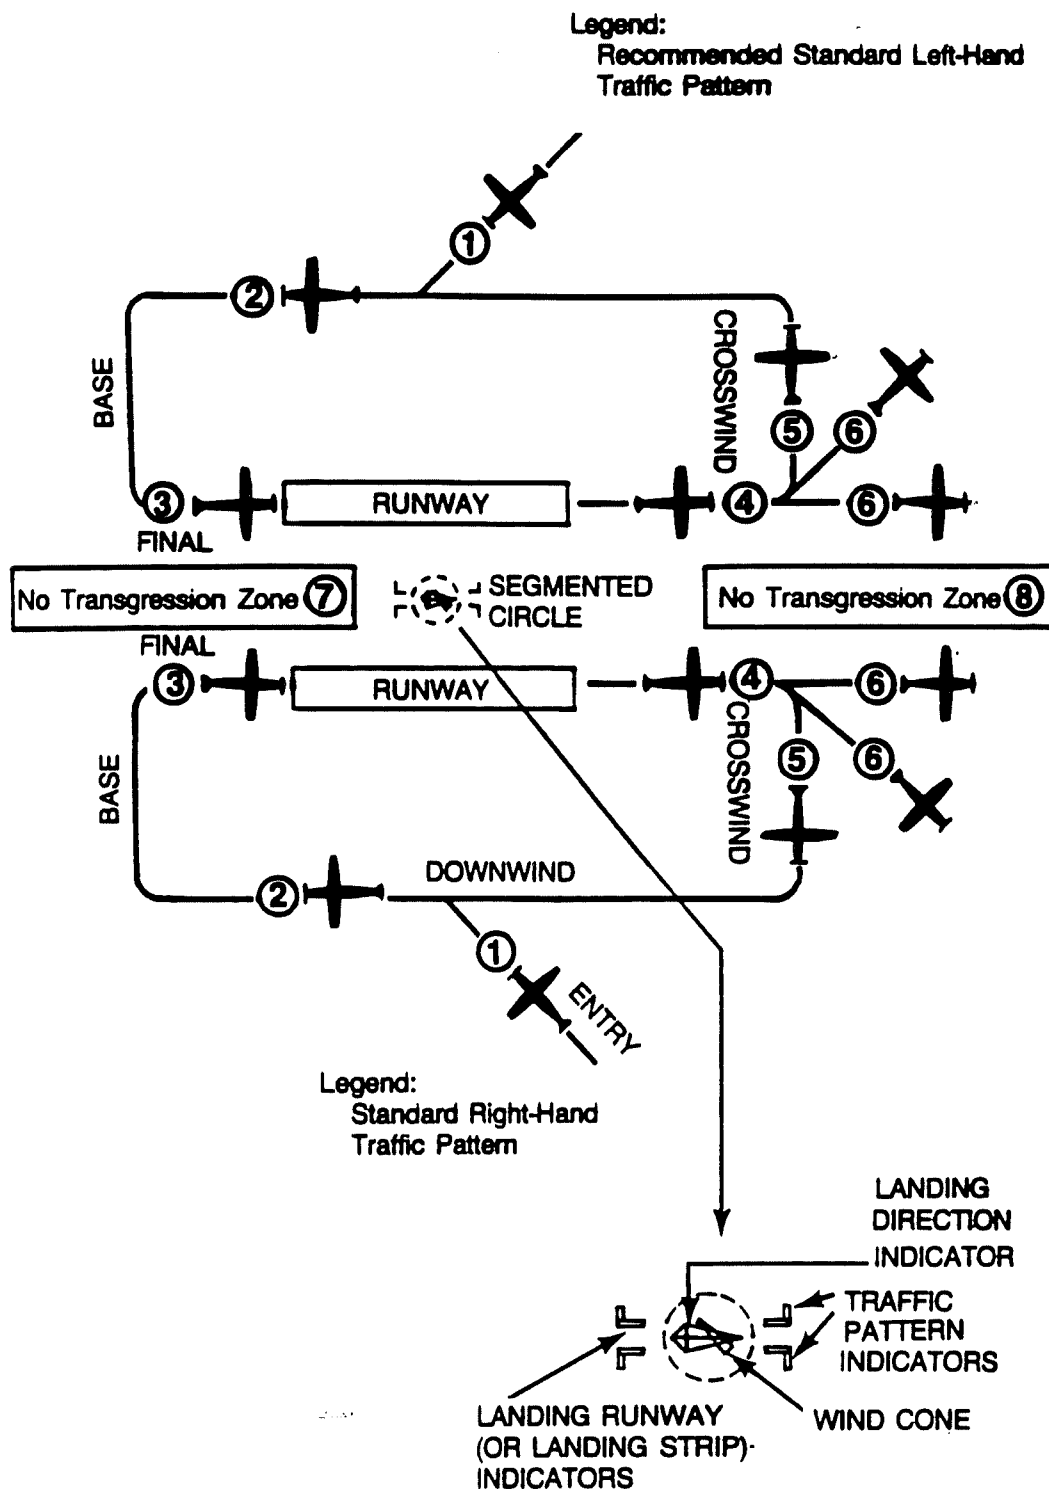 Legend:
Recommended Standard Left-Hand
Traffic Pattern
1
2
CROSSWIND
BASE
5
6
3
RUNWAY
4
6
FINAL
No Transgression Zone 7
SEGMENTED
CIRCLE
No Transgression Zone 8
FINAL
3
RUNWAY
4
6
CROSSWIND
BASE
5
6
DOWNWIND
2
1
ENTRY
Legend:
Standard Right-Hand
Traffic Pattern
LANDING
DIRECTION
INDICATOR
TRAFFIC
PATTERN
INDICATORS
WIND CONE
LANDING RUNWAY
(OR LANDING STRIP)
INDICATORS